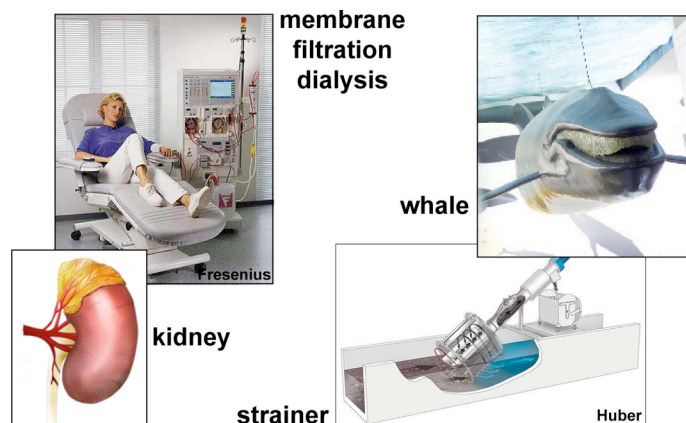 membrane
filtration
dialysis
whale
Fresenius
kidney
strainer
Huber